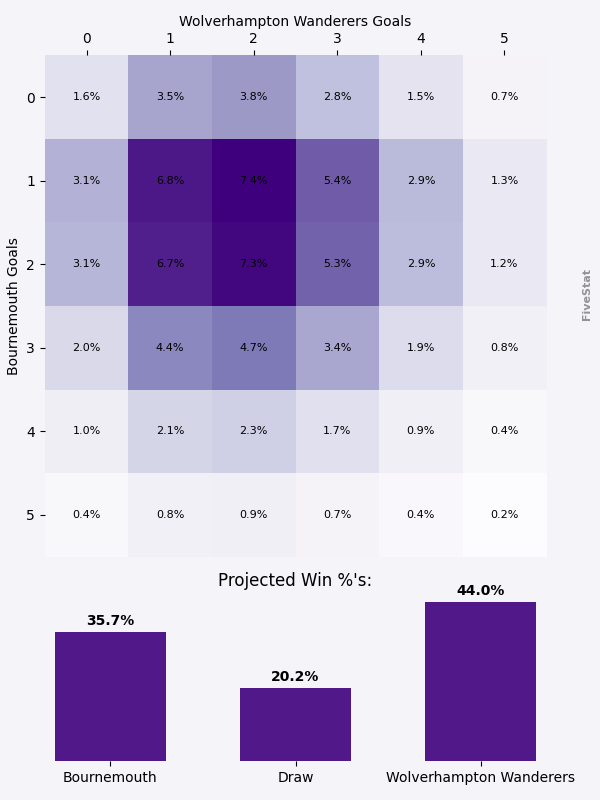 Wolverhampton Wanderers Goals
0 1 2 3 4 5
0 1.6% 3.5% 3.8% 2.8% 1.5% 0.7%
1 3.1% 6.8% 7.4% 5.4% 2.9% 1.3%
2 3.1% 6.7% 7.3% 5.3% 2.9% 1.2%
3 2.0% 4.4% 4.7% 3.4% 1.9% 0.8%
4 1.0% 2.1% 2.3% 1.7% 0.9% 0.4%
5 0.4% 0.8% 0.9% 0.7% 0.4% 0.2%
Bournemouth Goals
FiveStat
Projected Win %'s:
35.7% 20.2% 44.0%
Bournemouth Draw Wolverhampton Wanderers